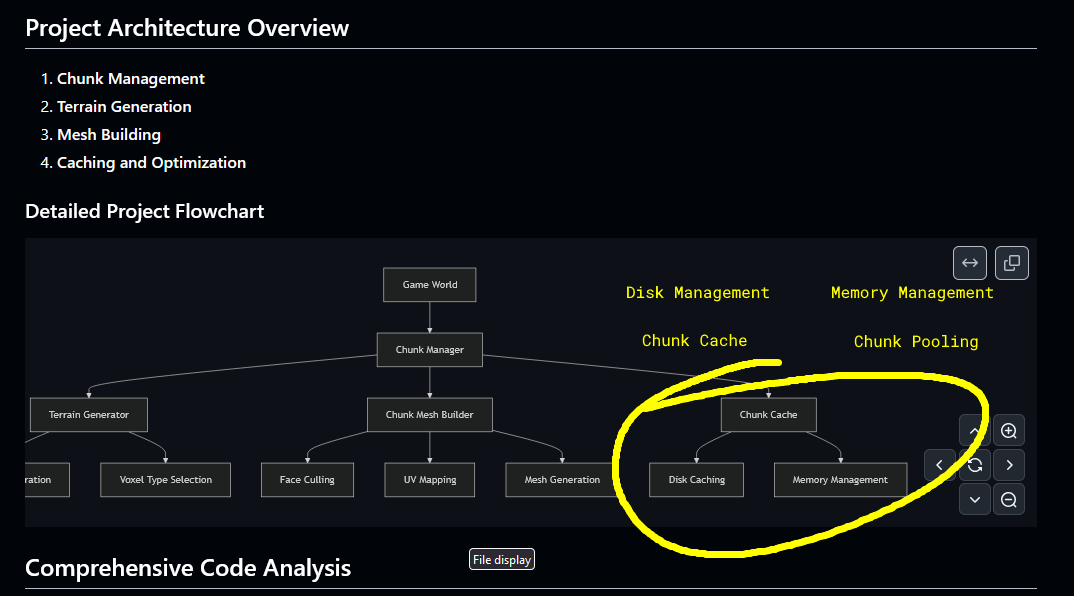 Project Architecture Overview
1. Chunk Management
2. Terrain Generation
3. Mesh Building
4. Caching and Optimization
Detailed Project Flowchart
Game World
Disk Management
Memory Management
Chunk Manager
Chunk Cache
Chunk Pooling
Terrain Generator
Chunk Mesh Builder
Chunk Cache
ration
Voxel Type Selection
Face Culling
UV Mapping
Mesh Generation
Disk Caching
Memory Management
File display
Comprehensive Code Analysis